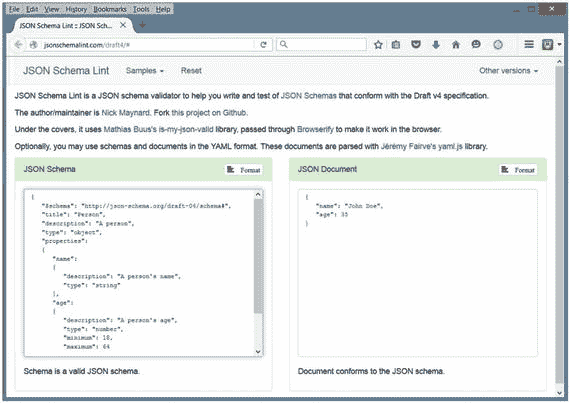 File Edit View History Bookmarks Tools Help
JSON Schema Lint :: JSON Sch...
jsonschemalint.com/draft4/#
JSON Schema Lint Samples Reset Other versions
JSON Schema Lint is a JSON schema validator to help you write and test of JSON Schemas that conform with the Draft v4 specification.
The author/maintainer is Nick Maynard. Fork this project on Github.
Under the covers, it uses Mathias Buus's is-my-json-valid library, passed through Browserify to make it work in the browser.
Optionally, you may use schemas and documents in the YAML format. These documents are parsed with Jérémy Fairve's yaml.js library.
JSON Schema Format
{
"$schema": "http://json-schema.org/draft-04/schema#",
"title": "Person",
"description": "A person",
"type": "object",
"properties":
{
"name":
{
"description": "A person's name",
"type": "string"
},
"age":
{
"description": "A person's age",
"type": "number",
"minimum": 18,
"maximum": 64
Schema is a valid JSON schema.
JSON Document Format
{
"name": "John Doe",
"age": 35
}
Document conforms to the JSON schema.